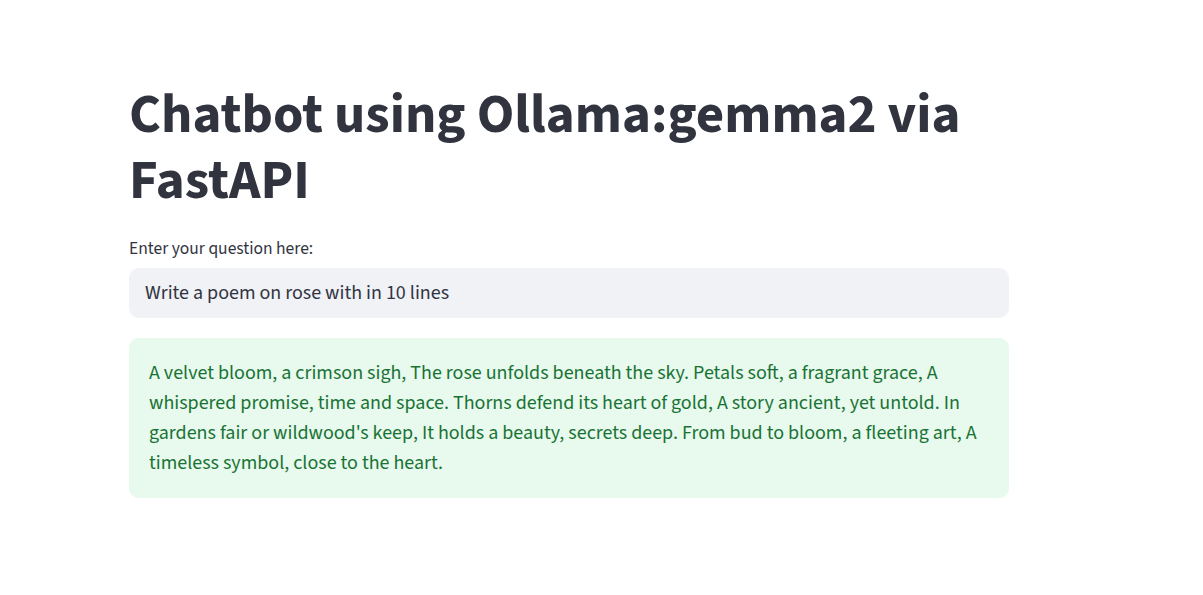 Chatbot using Ollama:gemma2 via
FastAPI
Enter your question here:
Write a poem on rose with in 10 lines
A velvet bloom, a crimson sigh, The rose unfolds beneath the sky. Petals soft, a fragrant grace, A
whispered promise, time and space. Thorns defend its heart of gold, A story ancient, yet untold. In
gardens fair or wildwood's keep, It holds a beauty, secrets deep. From bud to bloom, a fleeting art, A
timeless symbol, close to the heart.